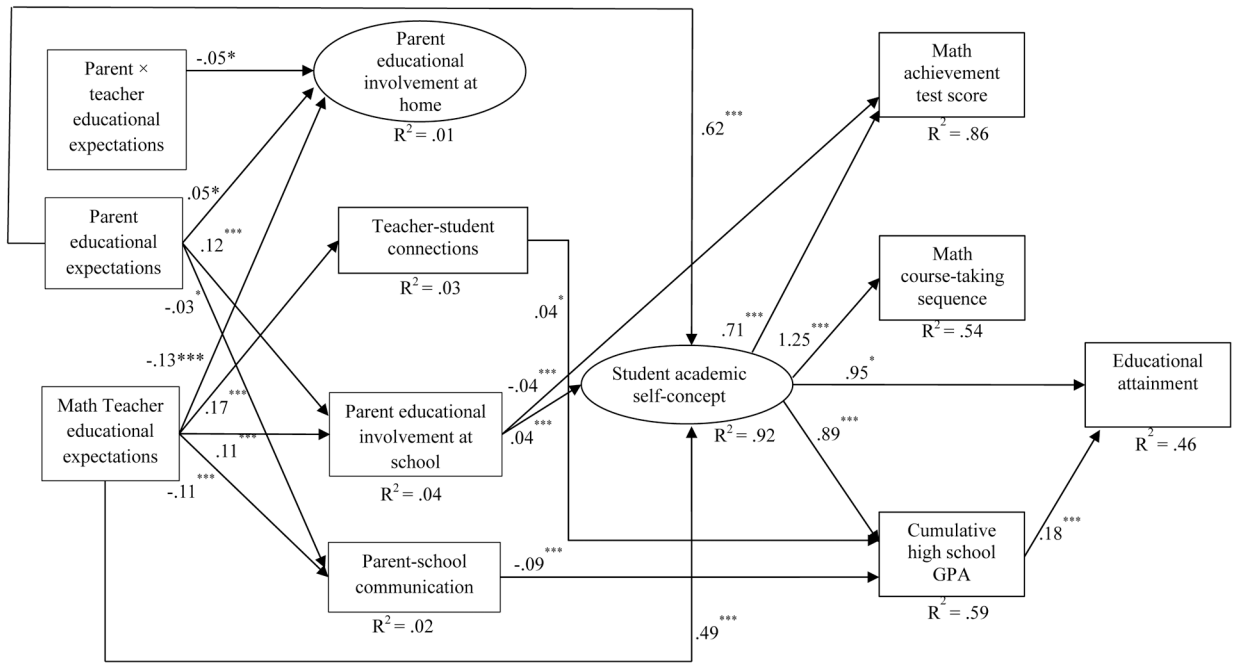 Parent ×
teacher
educational
expectations
-.05*
Parent
educational
involvement at
home
R² = .01
Math
achievement
test score
R² = .86
.62***
.05*
Parent
educational
expectations
.12***
-.03*
Teacher-student
connections
R² = .03
.04*
Math
course-taking
sequence
R² = .54
.71***
1.25***
-.13***
Math Teacher
educational
expectations
.17***
.11***
-.11***
Parent educational
involvement at
school
R² = .04
-.04***
.04***
Student academic
self-concept
R² = .92
.95*
.89***
Educational
attainment
R² = .46
Parent-school
communication
R² = .02
-.09***
.49***
Cumulative
high school
GPA
R² = .59
.18***